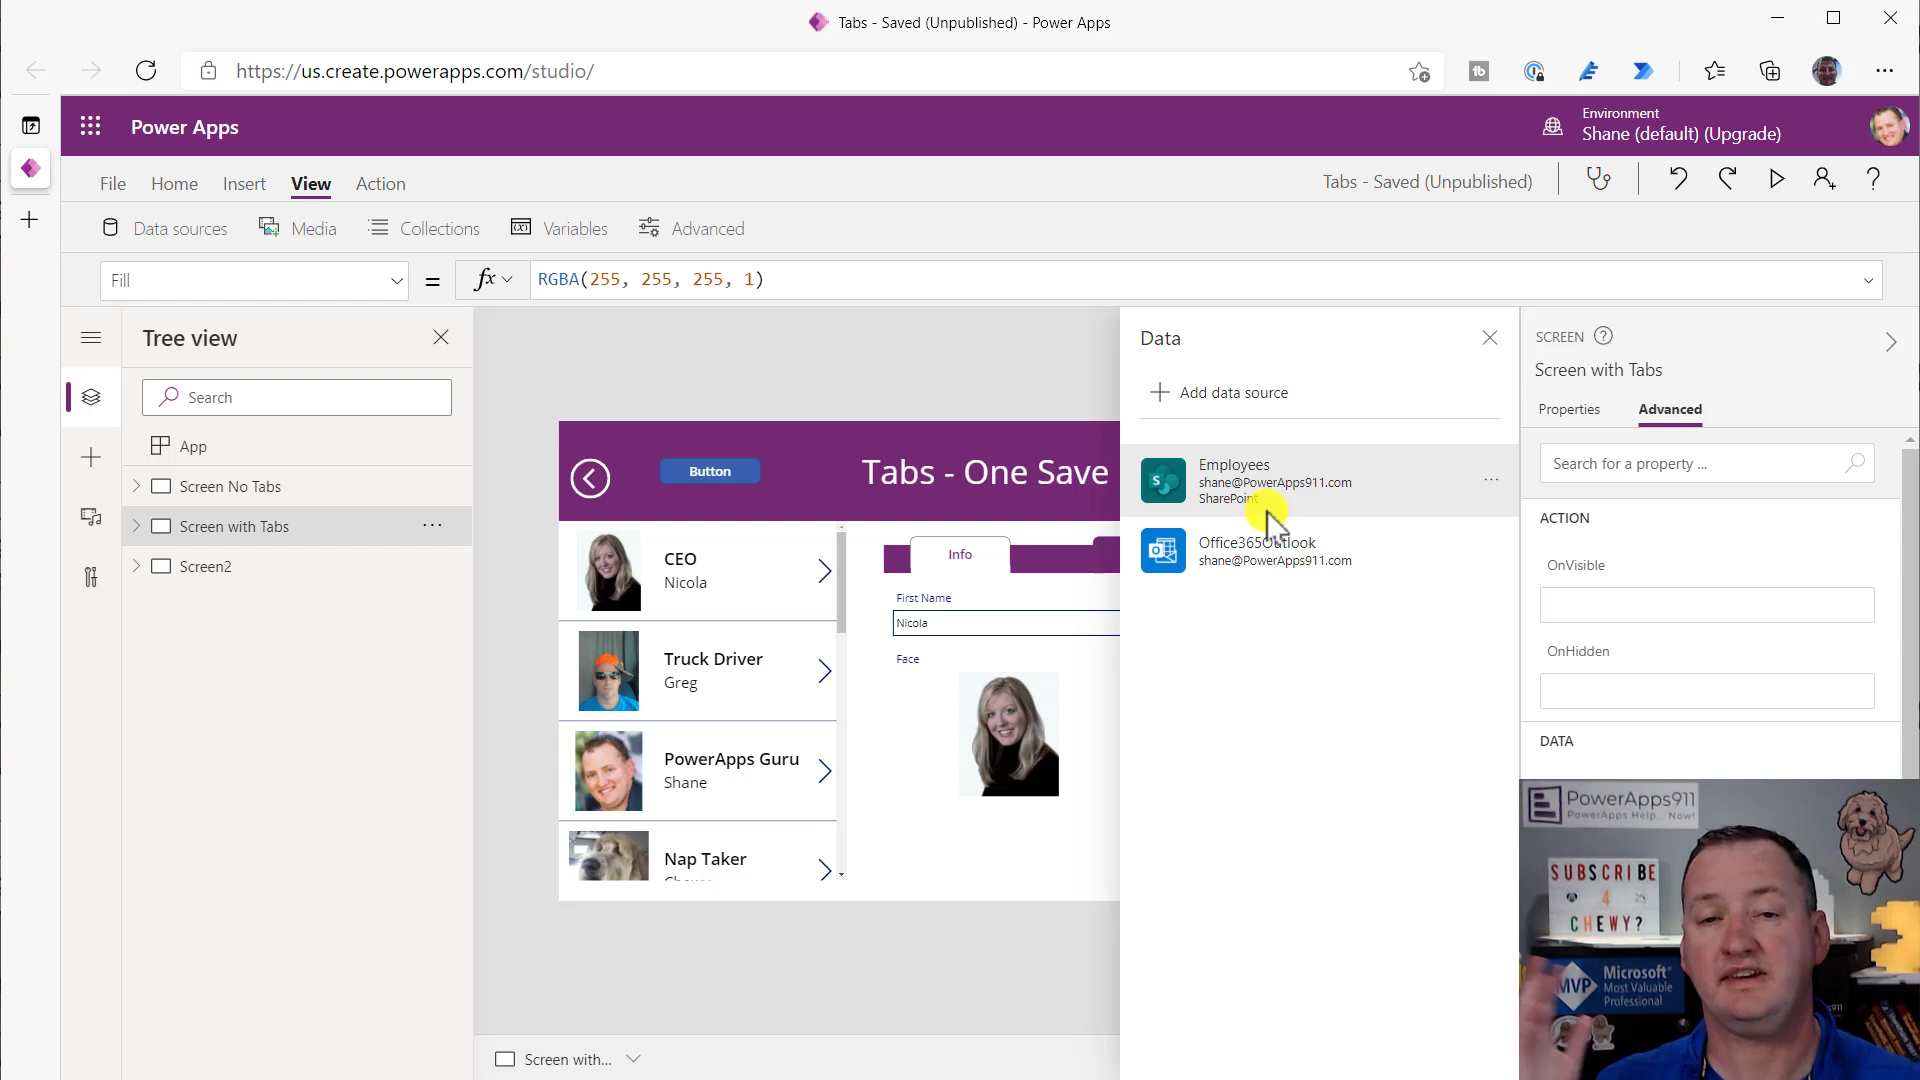 Tabs - Saved (Unpublished) - Power Apps
https://us.create.powerapps.com/studio/
tb
Power Apps
Environment
Shane (default) (Upgrade)
File Home Insert View Action
Tabs - Saved (Unpublished)
?
Data sources Media Collections Variables Advanced
Fill
=
fx
RGBA(255, 255, 255, 1)
Tree view
Search
App
Screen No Tabs
Screen with Tabs
Screen2
Button
Tabs - One Save
CEO
Nicola
Truck Driver
Greg
PowerApps Guru
Shane
Nap Taker
Info
First Name
Nicola
Face
Screen with...
Data
Add data source
Employees
shane@PowerApps911.com
SharePoint
Office365Outlook
shane@PowerApps911.com
SCREEN ?
Screen with Tabs
Properties Advanced
Search for a property ...
ACTION
OnVisible
OnHidden
DATA
PowerApps911
PowerApps Help... Now!
SUBSCRIBE
4
CHEWY?
MVP
Microsoft®
Most Valuable
Professional